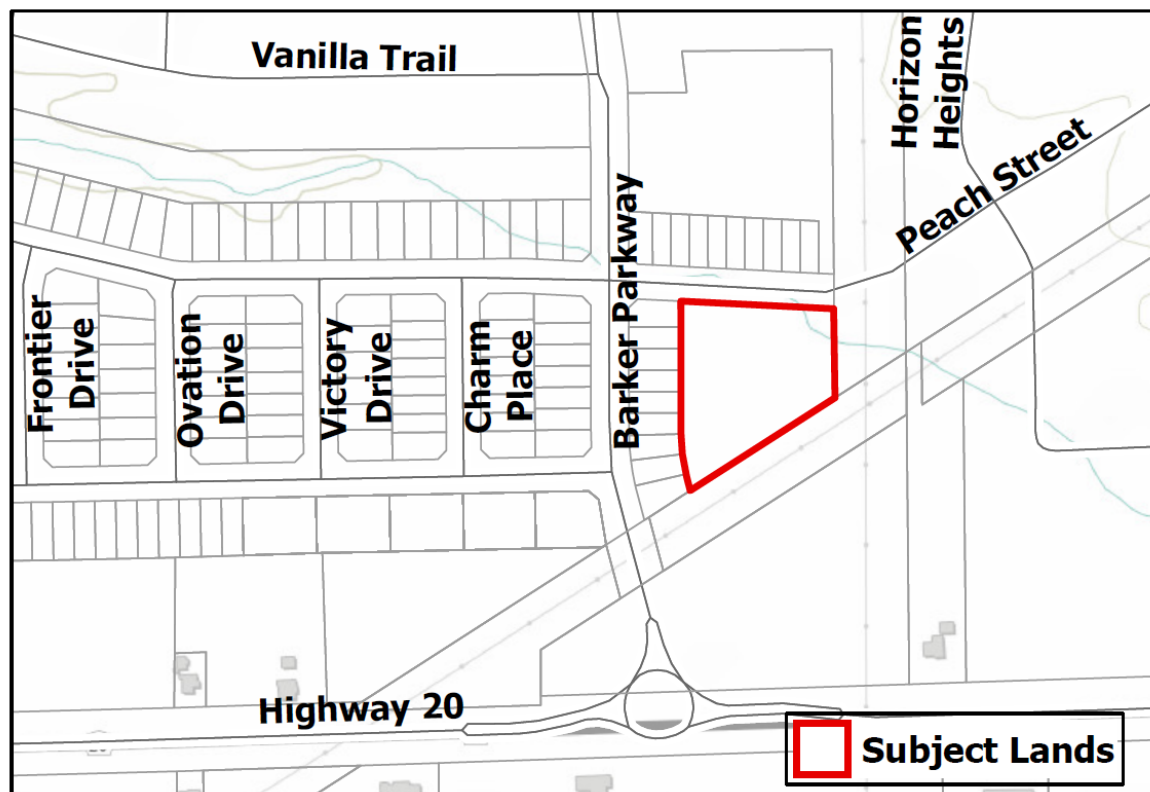 Vanilla Trail
Horizon
Heights
Peach Street
Barker Parkway
Frontier
Drive
Ovation
Drive
Victory
Drive
Charm
Place
Highway 20
Subject Lands